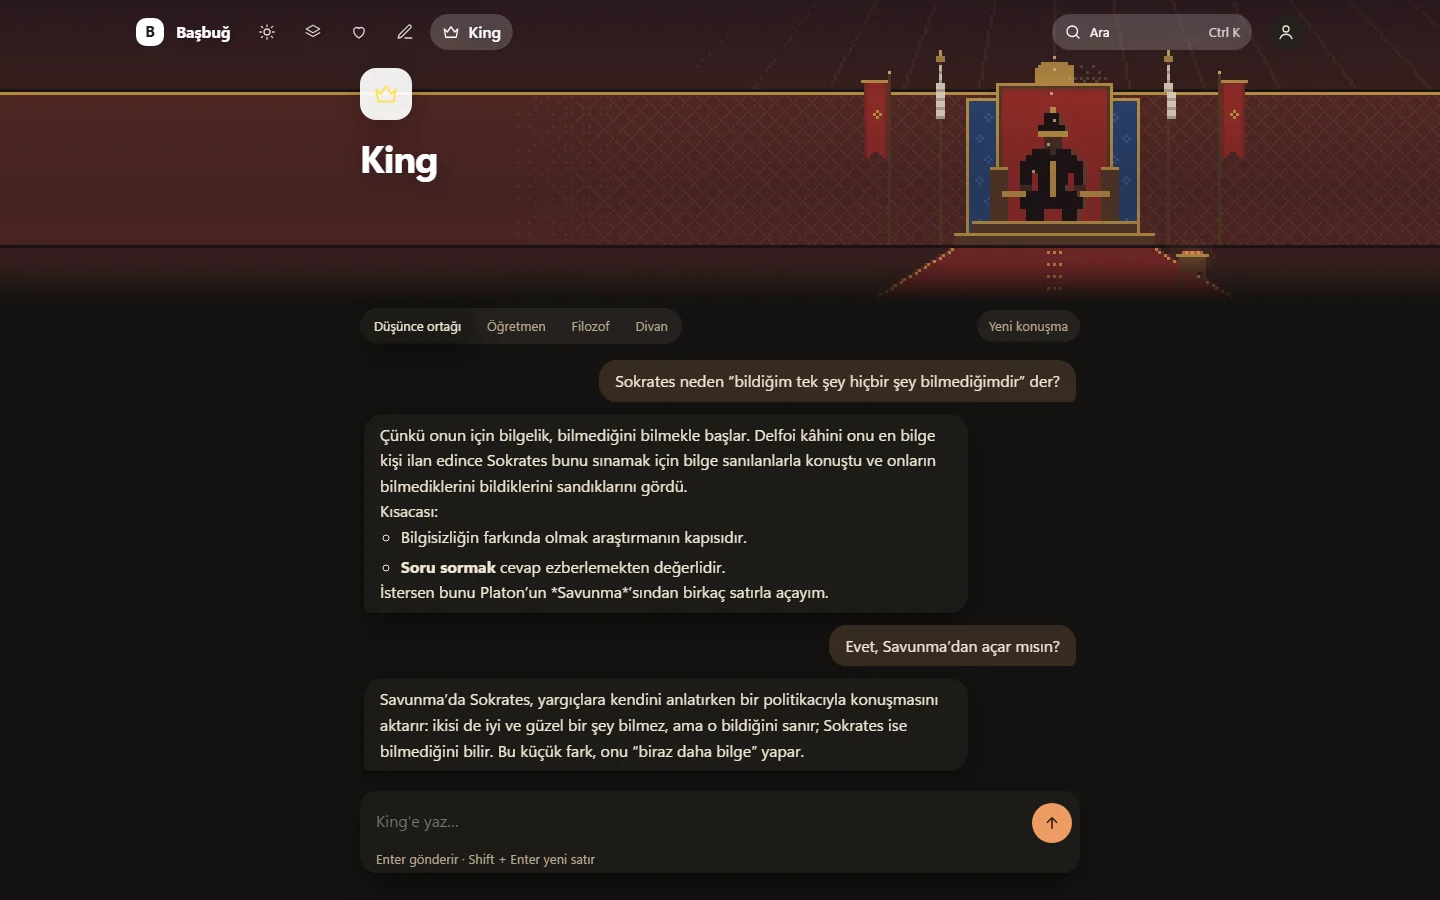 B Başbuğ King Ara Ctrl K
King
Düşünce ortağı Öğretmen Filozof Divan Yeni konuşma
Sokrates neden “bildiğim tek şey hiçbir şey bilmediğimdir” der?
Çünkü onun için bilgelik, bilmediğini bilmekle başlar. Delfoi kâhini onu en bilge
kişi ilan edince Sokrates bunu sınamak için bilge sanılanlarla konuştu ve onların
bilmediklerini bildiklerini sandıklarını gördü.
Kısacası:
Bilgisizliğin farkında olmak araştırmanın kapısıdır.
Soru sormak cevap ezberlemekten değerlidir.
İstersen bunu Platon’un *Savunma*’sından birkaç satırla açayım.
Evet, Savunma’dan açar mısın?
Savunma’da Sokrates, yargıçlara kendini anlatırken bir politikacıyla konuşmasını
aktarır: ikisi de iyi ve güzel bir şey bilmez, ama o bildiğini sanır; Sokrates ise
bilmediğini bilir. Bu küçük fark, onu “biraz daha bilge” yapar.
King’e yaz…
Enter gönderir · Shift + Enter yeni satır